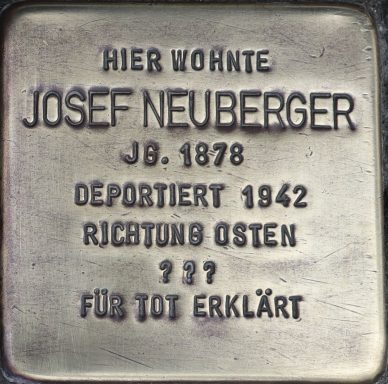 HIER WOHNTE
JOSEF NEUBERGER
JG. 1878
DEPORTIERT 1942
RICHTUNG OSTEN
???
FÜR TOT ERKLÄRT